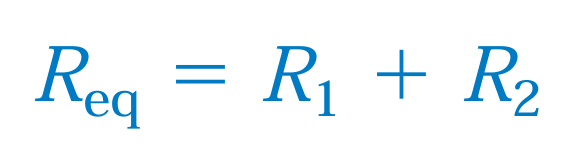 R_eq = R_1 + R_2